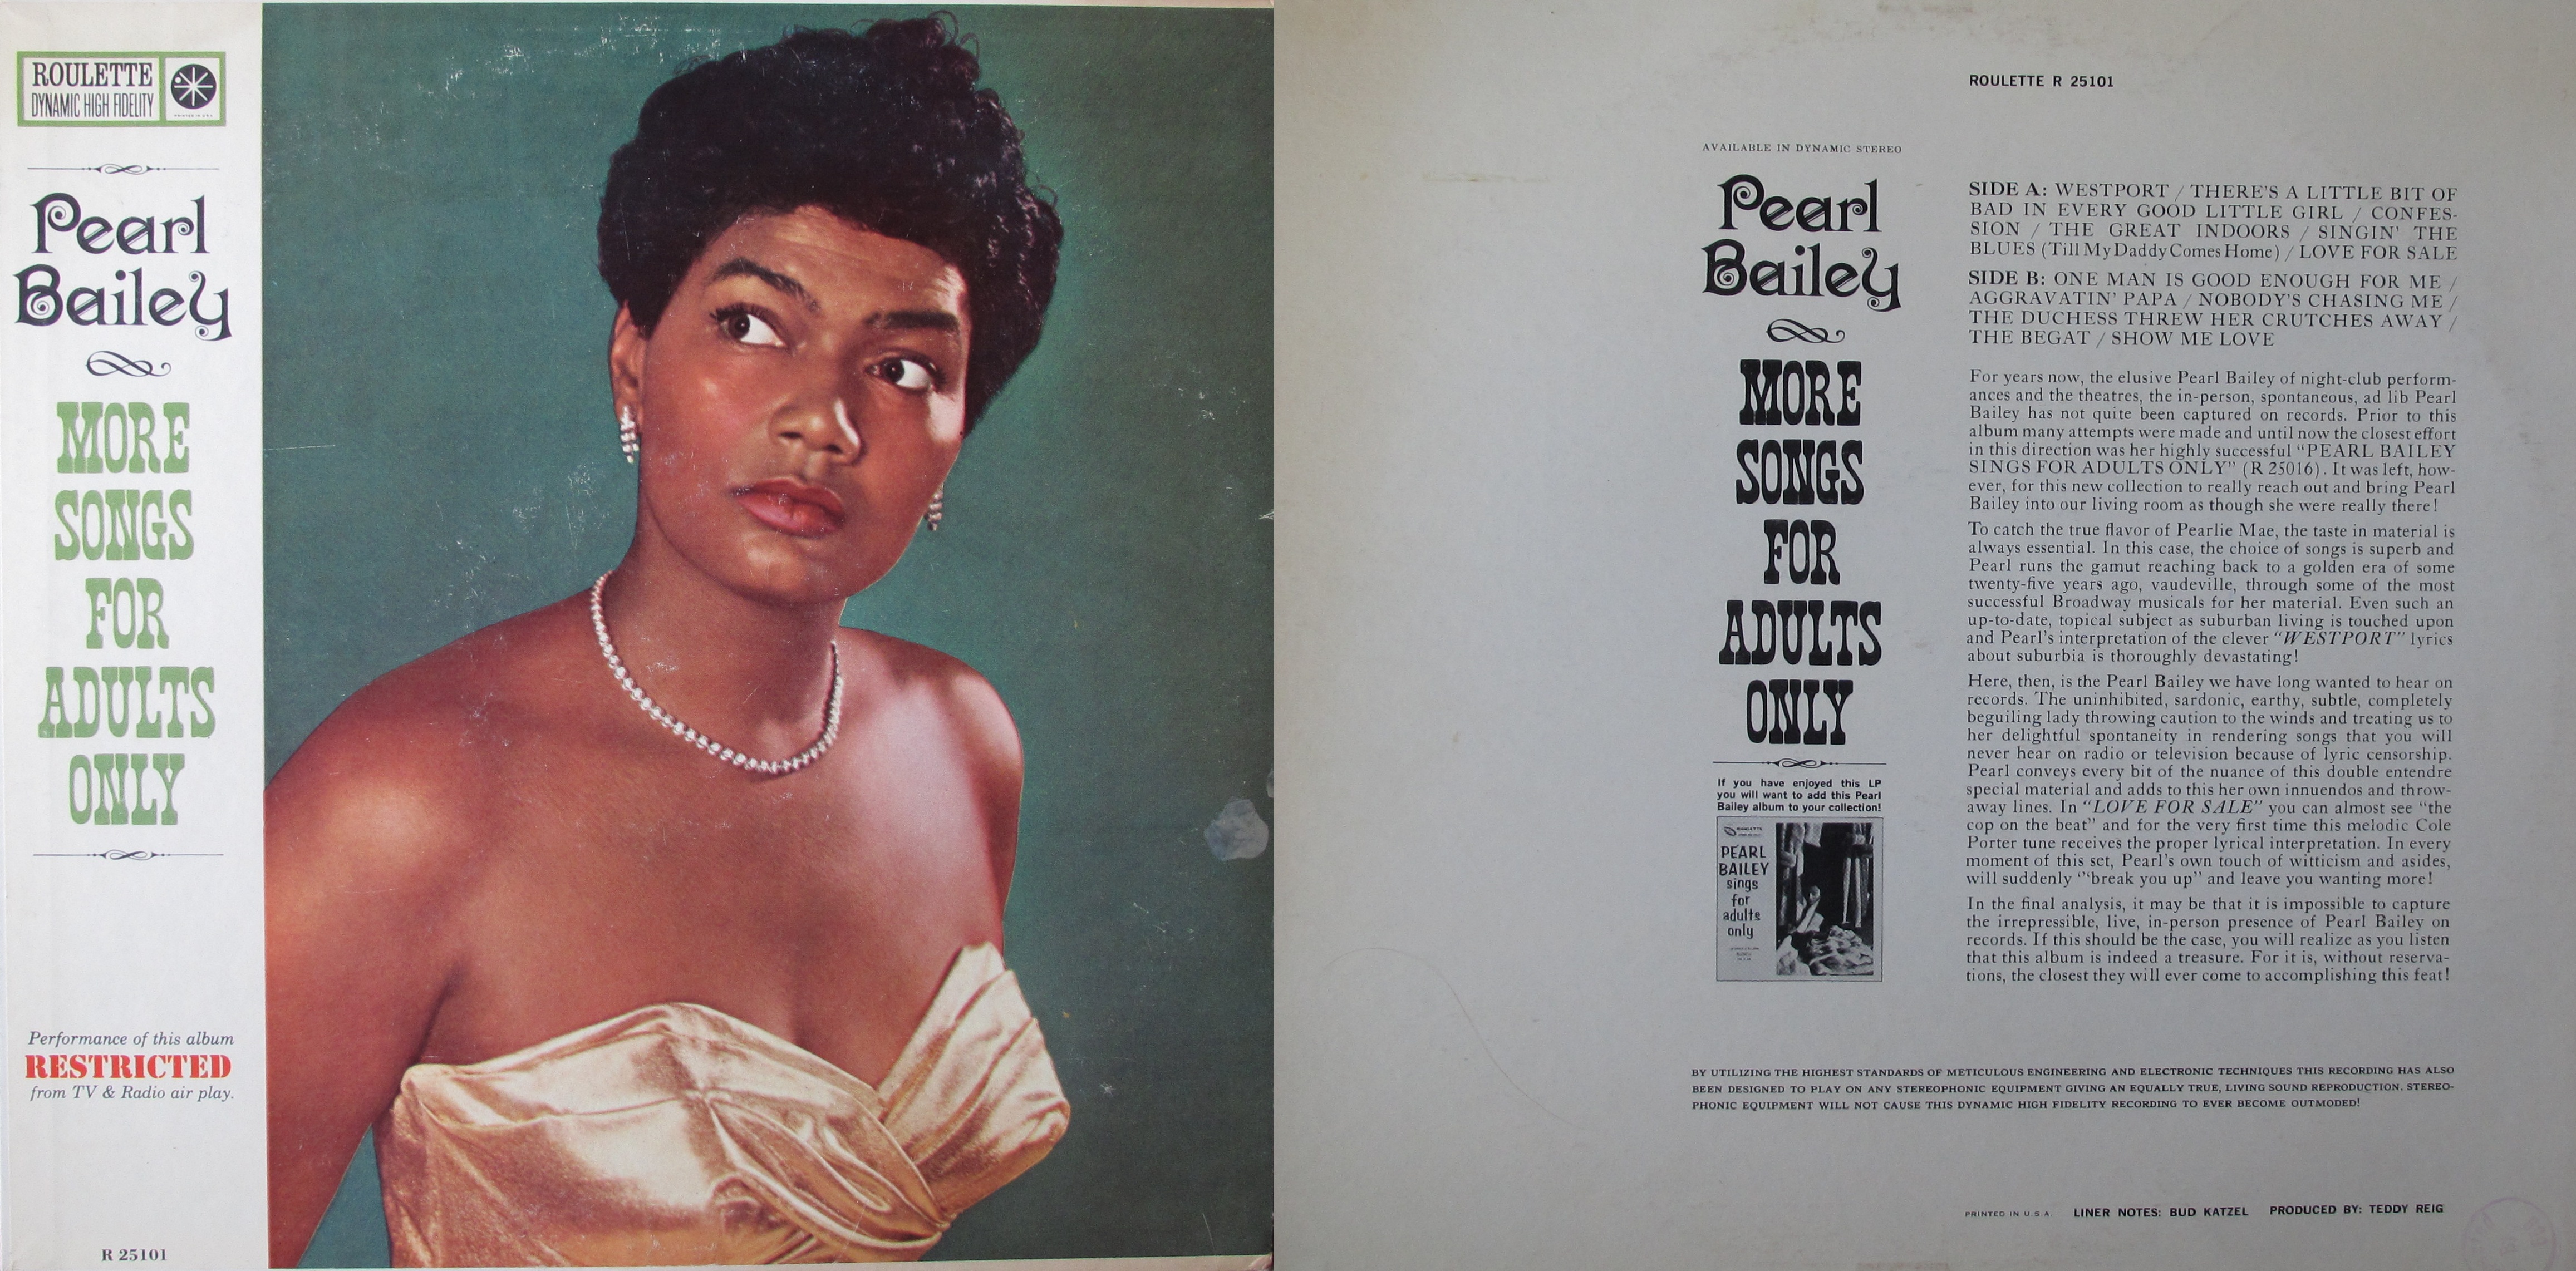 ROULETTE
DYNAMIC HIGH FIDELITY
PRINTED IN U.S.A.
Pearl
Bailey
MORE
SONGS
FOR
ADULTS
ONLY
Performance of this album
RESTRICTED
from TV & Radio air play.
R 25101
ROULETTE R 25101
AVAILABLE IN DYNAMIC STEREO
Pearl
Bailey
MORE
SONGS
FOR
ADULTS
ONLY
If you have enjoyed this LP
you will want to add this Pearl
Bailey album to your collection!
ROULETTE
PEARL
BAILEY
sings
for
adults
only
SIDE A: WESTPORT / THERE'S A LITTLE BIT OF
BAD IN EVERY GOOD LITTLE GIRL / CONFES-
SION / THE GREAT INDOORS / SINGIN' THE
BLUES (Till My Daddy Comes Home) / LOVE FOR SALE
SIDE B: ONE MAN IS GOOD ENOUGH FOR ME /
AGGRAVATIN' PAPA / NOBODY'S CHASING ME /
THE DUCHESS THREW HER CRUTCHES AWAY /
THE BEGAT / SHOW ME LOVE
For years now, the elusive Pearl Bailey of night-club perform-
ances and the theatres, the in-person, spontaneous, ad lib Pearl
Bailey has not quite been captured on records. Prior to this
album many attempts were made and until now the closest effort
in this direction was her highly successful "PEARL BAILEY
SINGS FOR ADULTS ONLY" (R 25016). It was left, how-
ever, for this new collection to really reach out and bring Pearl
Bailey into our living room as though she were really there!
To catch the true flavor of Pearlie Mae, the taste in material is
always essential. In this case, the choice of songs is superb and
Pearl runs the gamut reaching back to a golden era of some
twenty-five years ago, vaudeville, through some of the most
successful Broadway musicals for her material. Even such an
up-to-date, topical subject as suburban living is touched upon
and Pearl's interpretation of the clever "WESTPORT" lyrics
about suburbia is thoroughly devastating!
Here, then, is the Pearl Bailey we have long wanted to hear on
records. The uninhibited, sardonic, earthy, subtle, completely
beguiling lady throwing caution to the winds and treating us to
her delightful spontaneity in rendering songs that you will
never hear on radio or television because of lyric censorship.
Pearl conveys every bit of the nuance of this double entendre
special material and adds to this her own innuendos and throw-
away lines. In "LOVE FOR SALE" you can almost see "the
cop on the beat" and for the very first time this melodic Cole
Porter tune receives the proper lyrical interpretation. In every
moment of this set, Pearl's own touch of witticism and asides,
will suddenly "'break you up" and leave you wanting more!
In the final analysis, it may be that it is impossible to capture
the irrepressible, live, in-person presence of Pearl Bailey on
records. If this should be the case, you will realize as you listen
that this album is indeed a treasure. For it is, without reserva-
tions, the closest they will ever come to accomplishing this feat!
BY UTILIZING THE HIGHEST STANDARDS OF METICULOUS ENGINEERING AND ELECTRONIC TECHNIQUES THIS RECORDING HAS ALSO
BEEN DESIGNED TO PLAY ON ANY STEREOPHONIC EQUIPMENT GIVING AN EQUALLY TRUE, LIVING SOUND REPRODUCTION. STEREO-
PHONIC EQUIPMENT WILL NOT CAUSE THIS DYNAMIC HIGH FIDELITY RECORDING TO EVER BECOME OUTMODED!
PRINTED IN U.S.A. LINER NOTES: BUD KATZEL PRODUCED BY: TEDDY REIG